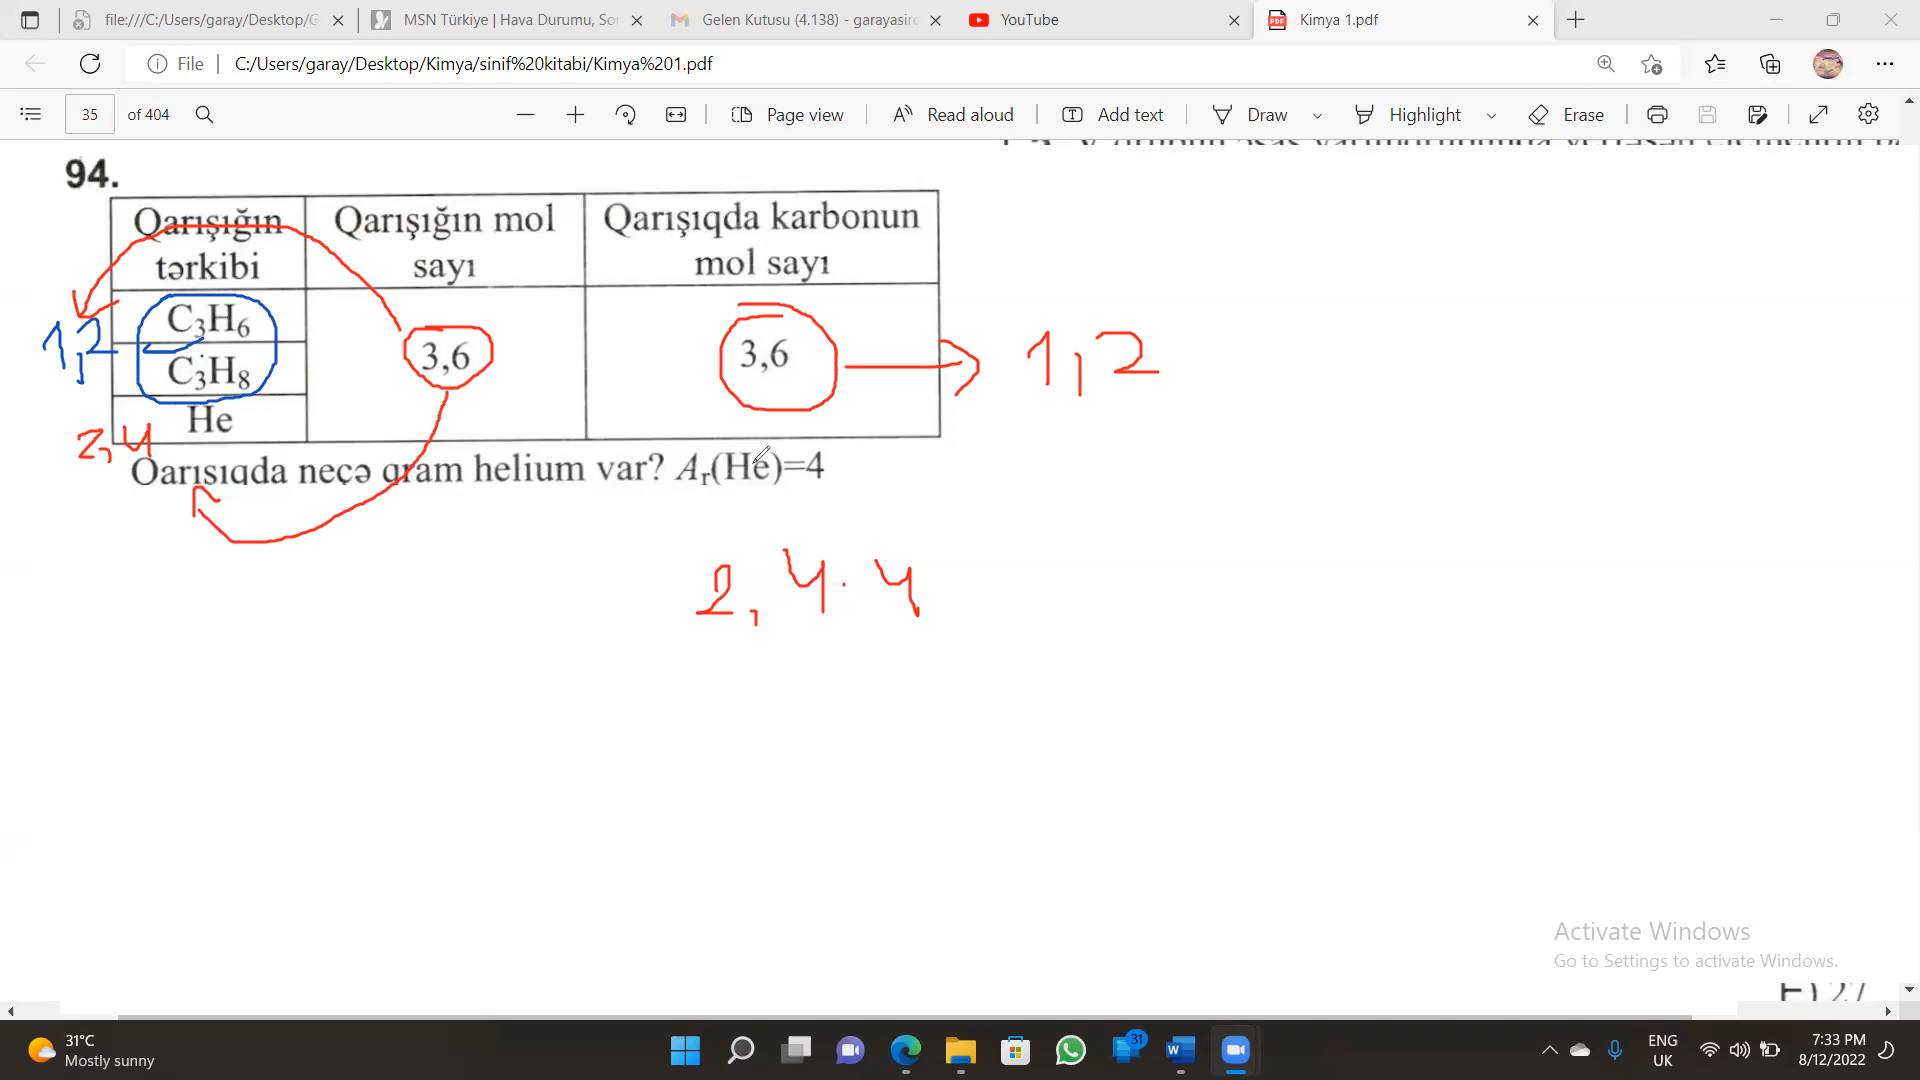 file:///C:/Users/garay/Desktop/G
MSN Türkiye | Hava Durumu, Son
Gelen Kutusu (4.138) - garayasir
YouTube
Kimya 1.pdf
File
C:/Users/garay/Desktop/Kimya/sinif%20kitabi/Kimya%201.pdf
35 of 404
Page view
Read aloud
Add text
Draw
Highlight
Erase
94.
Qarışığın tərkibi
Qarışığın mol sayı
Qarışıqda karbonun mol sayı
C3H6
C3H8
He
3,6
3,6
1,2
1,2
2,4
Qarışıqda neçə qram helium var? Ar(He)=4
2,4·4
Activate Windows
Go to Settings to activate Windows.
E) 27
31°C
Mostly sunny
31
ENG
UK
7:33 PM
8/12/2022